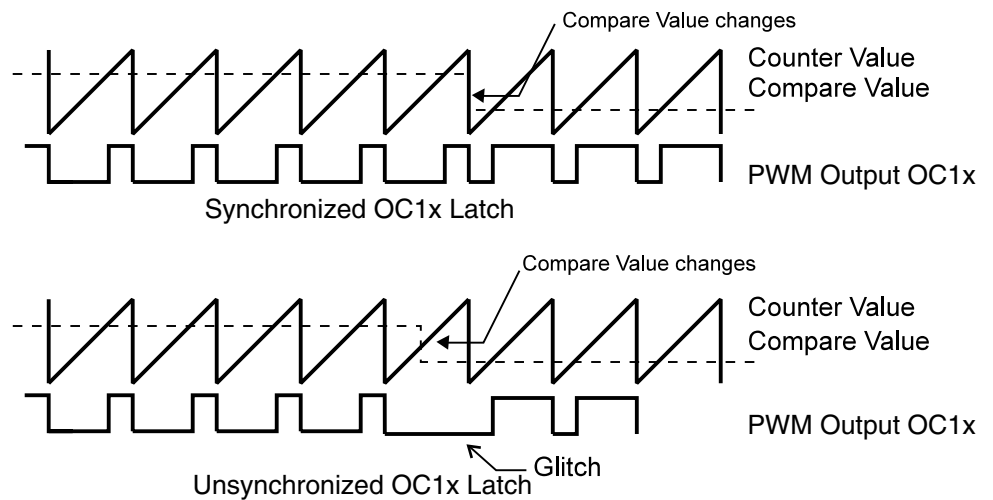 Compare Value changes
Counter Value
Compare Value
PWM Output OC1x
Synchronized OC1x Latch
Compare Value changes
Counter Value
Compare Value
PWM Output OC1x
Glitch
Unsynchronized OC1x Latch